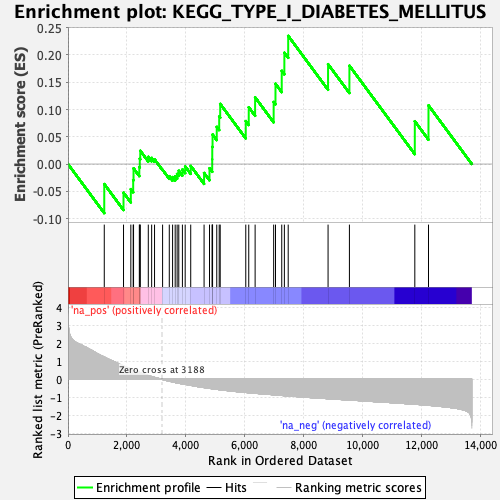 Enrichment plot: KEGG_TYPE_I_DIABETES_MELLITUS
Enrichment score (ES)
0.25
0.20
0.15
0.10
0.05
0.00
-0.05
-0.10
'na_pos' (positively correlated)
Ranked list metric (PreRanked)
4
3
2
1
0
-1
-2
-3
Zero cross at 3188
'na_neg' (negatively correlated)
0
2,000
4,000
6,000
8,000
10,000
12,000
14,000
Rank in Ordered Dataset
Enrichment profile
Hits
Ranking metric scores